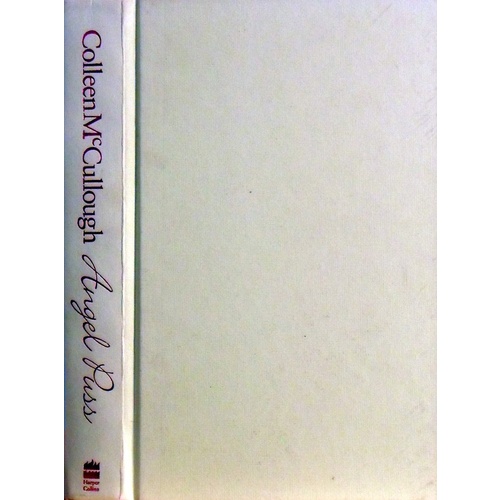 Colleen McCullough Angel Puss
Harper
Collins